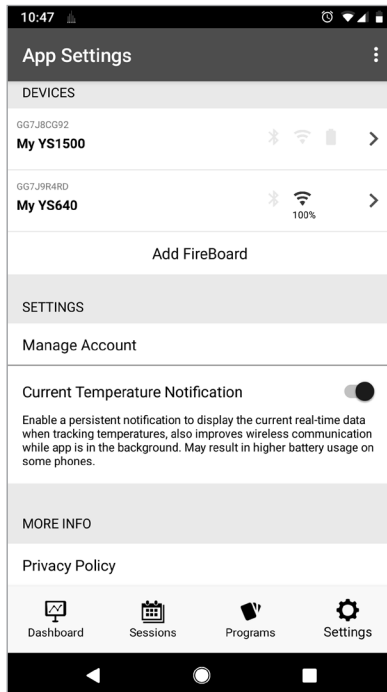 10:47
App Settings
DEVICES
GG7J8CG92
My YS1500
GG7J9R4RD
My YS640
100%
Add FireBoard
SETTINGS
Manage Account
Current Temperature Notification
Enable a persistent notification to display the current real-time data
when tracking temperatures, also improves wireless communication
while app is in the background. May result in higher battery usage on
some phones.
MORE INFO
Privacy Policy
Dashboard Sessions Programs Settings